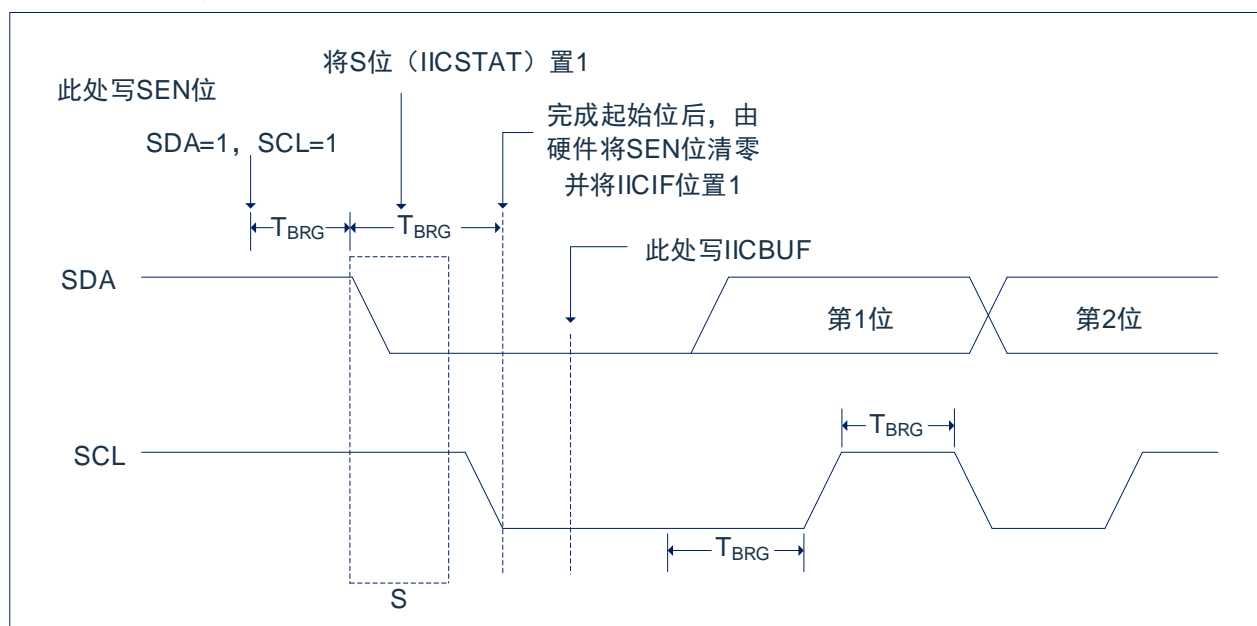 将S位（IICSTAT）置1
此处写SEN位
SDA=1，SCL=1
完成起始位后，由
硬件将SEN位清零
并将IICIF位置1
TBRG
TBRG
此处写IICBUF
SDA
第1位
第2位
TBRG
SCL
TBRG
S